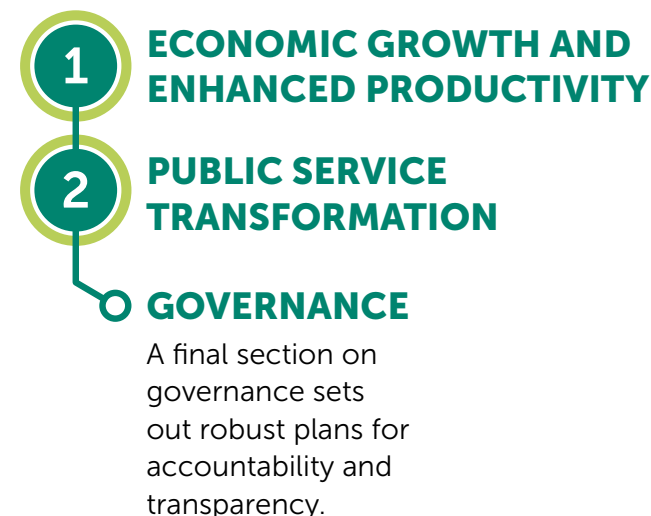 1
ECONOMIC GROWTH AND
ENHANCED PRODUCTIVITY
2
PUBLIC SERVICE
TRANSFORMATION
GOVERNANCE
A final section on
governance sets
out robust plans for
accountability and
transparency.